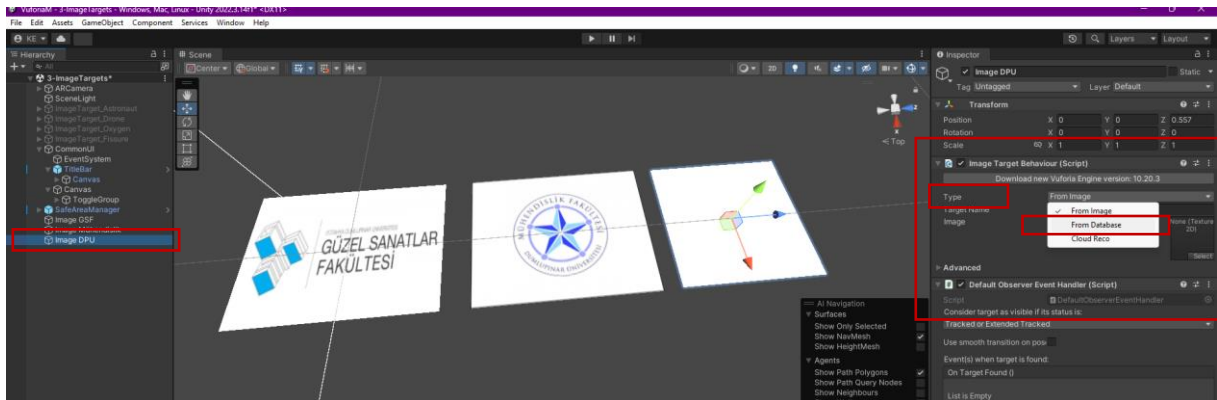 VuforiaM - 3-ImageTargets - Windows, Mac, Linux - Unity 2022.3.14f1* <DX11>
File Edit Assets GameObject Component Services Window Help
KE
Layers Layout
Hierarchy
All
3-ImageTargets*
ARCamera
SceneLight
ImageTarget_Astronaut
ImageTarget_Drone
ImageTarget_Oxygen
ImageTarget_Fissure
CommonUI
EventSystem
TitleBar
Canvas
Canvas
ToggleGroup
SafeAreaManager
Image GSF
Image DPU
Scene
Center Global
2D
z
x
Top
GÜZEL SANATLAR
FAKÜLTESİ
MÜHENDİSLİK FAKÜLTESİ
DUMLUPINAR ÜNİVERSİTESİ
AI Navigation
Surfaces
Show Only Selected
Show NavMesh
Show HeightMesh
Agents
Show Path Polygons
Show Path Query Nodes
Show Neighbours
Inspector
Image DPU Static
Tag Untagged Layer Default
Transform
Position X 0 Y 0 Z 0.557
Rotation X 0 Y 0 Z 0
Scale X 1 Y 1 Z 1
Image Target Behaviour (Script)
Download new Vuforia Engine version: 10.20.3
Type From Image
Target Name
From Image
Image
None (Texture 2D)
From Database
Cloud Reco
Select
Advanced
Default Observer Event Handler (Script)
Script DefaultObserverEventHandler
Consider target as visible if its status is:
Tracked or Extended Tracked
Use smooth transition on pose
Event(s) when target is found:
On Target Found ()
List is Empty